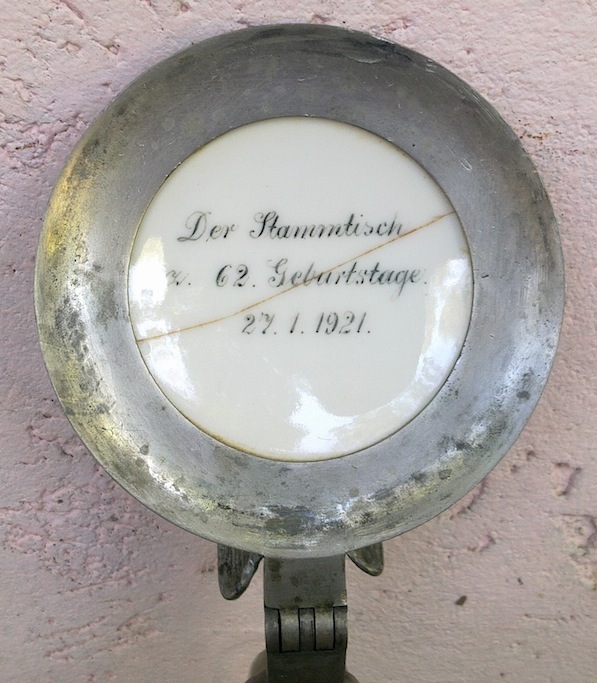 Der Stammtisch
z. 62. Geburtstage.
27. 1. 1921.